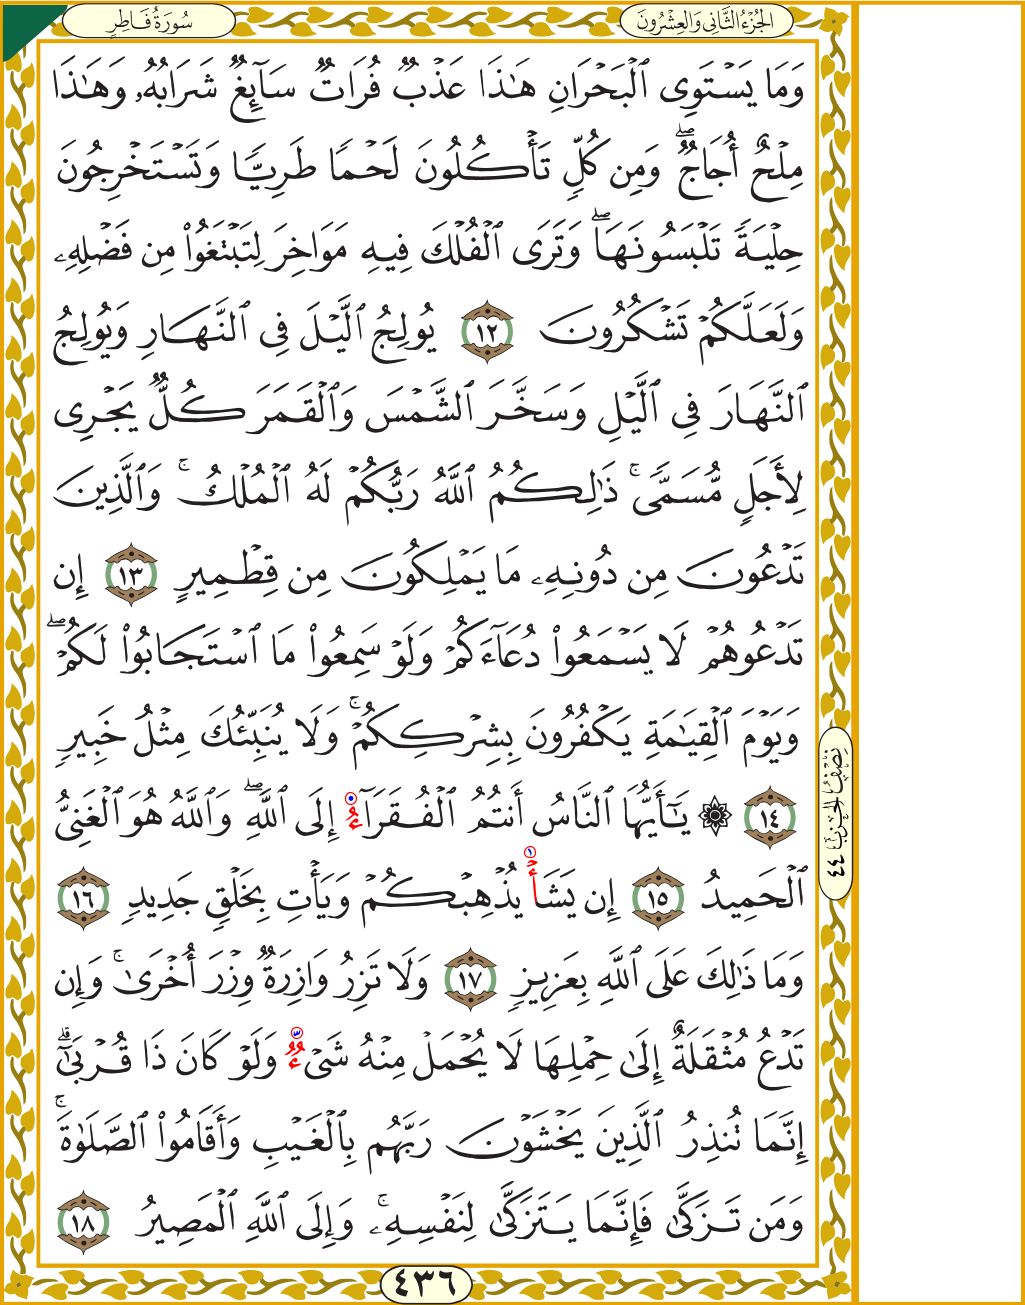 سُورَةُ فَاطِرٍ
الجُزْءُ الثَّانِي وَالعِشْرُونَ
وَمَا يَسْتَوِى ٱلْبَحْرَانِ هَـٰذَا عَذْبٌ فُرَاتٌ سَآئِغٌ شَرَابُهُۥ وَهَـٰذَا
مِلْحٌ أُجَاجٌ ۖ وَمِن كُلٍّ تَأْكُلُونَ لَحْمًا طَرِيًّا وَتَسْتَخْرِجُونَ
حِلْيَةً تَلْبَسُونَهَا ۖ وَتَرَى ٱلْفُلْكَ فِيهِ مَوَاخِرَ لِتَبْتَغُوا۟ مِن فَضْلِهِۦ
وَلَعَلَّكُمْ تَشْكُرُونَ ١٢ يُولِجُ ٱلَّيْلَ فِى ٱلنَّهَارِ وَيُولِجُ
ٱلنَّهَارَ فِى ٱلَّيْلِ وَسَخَّرَ ٱلشَّمْسَ وَٱلْقَمَرَ كُلٌّ يَجْرِى
لِأَجَلٍ مُّسَمًّى ۚ ذَٰلِكُمُ ٱللَّهُ رَبُّكُمْ لَهُ ٱلْمُلْكُ ۚ وَٱلَّذِينَ
تَدْعُونَ مِن دُونِهِۦ مَا يَمْلِكُونَ مِن قِطْمِيرٍ ١٣ إِن
تَدْعُوهُمْ لَا يَسْمَعُوا۟ دُعَآءَكُمْ وَلَوْ سَمِعُوا۟ مَا ٱسْتَجَابُوا۟ لَكُمْ ۖ
وَيَوْمَ ٱلْقِيَـٰمَةِ يَكْفُرُونَ بِشِرْكِكُمْ ۚ وَلَا يُنَبِّئُكَ مِثْلُ خَبِيرٍ
١٤ ۞ يَـٰٓأَيُّهَا ٱلنَّاسُ أَنتُمُ ٱلْفُقَرَآءُ إِلَى ٱللَّهِ ۖ وَٱللَّهُ هُوَ ٱلْغَنِىُّ
ٱلْحَمِيدُ ١٥ إِن يَشَأْ يُذْهِبْكُمْ وَيَأْتِ بِخَلْقٍ جَدِيدٍ ١٦
وَمَا ذَٰلِكَ عَلَى ٱللَّهِ بِعَزِيزٍ ١٧ وَلَا تَزِرُ وَازِرَةٌ وِزْرَ أُخْرَىٰ ۚ وَإِن
تَدْعُ مُثْقَلَةٌ إِلَىٰ حِمْلِهَا لَا يُحْمَلْ مِنْهُ شَىْءٌ وَلَوْ كَانَ ذَا قُرْبَىٰٓ ۗ
إِنَّمَا تُنذِرُ ٱلَّذِينَ يَخْشَوْنَ رَبَّهُم بِٱلْغَيْبِ وَأَقَامُوا۟ ٱلصَّلَوٰةَ ۚ
وَمَن تَزَكَّىٰ فَإِنَّمَا يَتَزَكَّىٰ لِنَفْسِهِۦ ۚ وَإِلَى ٱللَّهِ ٱلْمَصِيرُ ١٨
نِصْفُ الْحِزْبِ ٤٤
٤٣٦